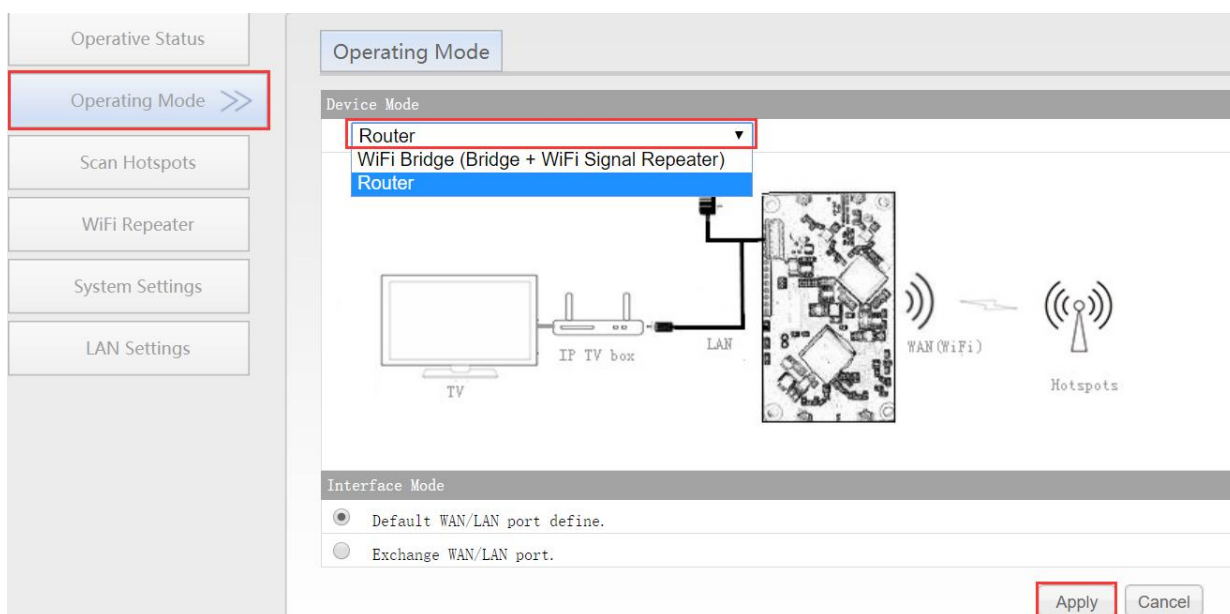 Operative Status
Operating Mode >>
Scan Hotspots
WiFi Repeater
System Settings
LAN Settings
Operating Mode
Device Mode
Router
WiFi Bridge (Bridge + WiFi Signal Repeater)
Router
TV
IP TV box
LAN
WAN(WiFi)
Hotspots
Interface Mode
Default WAN/LAN port define.
Exchange WAN/LAN port.
Apply Cancel